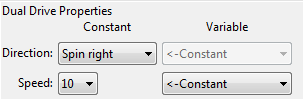 Dual Drive Properties
Constant Variable
Direction: Spin right <-Constant
Speed: 10 <-Constant